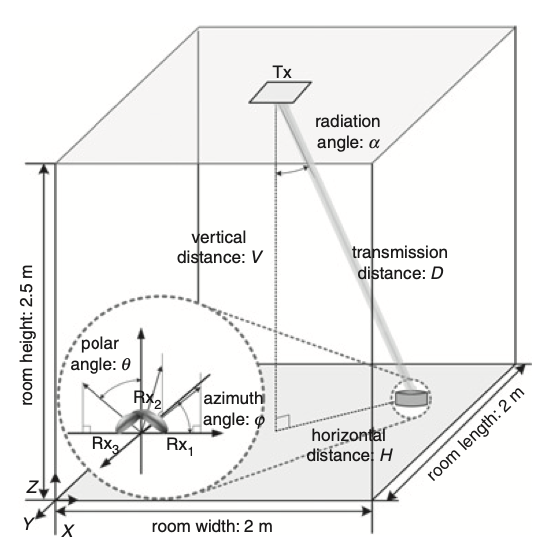 Tx
radiation
angle: α
vertical
distance: V
transmission
distance: D
room height: 2.5 m
polar
angle: θ
Rx2
azimuth
angle: φ
Rx3
Rx1
horizontal
distance: H
room length: 2 m
Z
Y
X
room width: 2 m